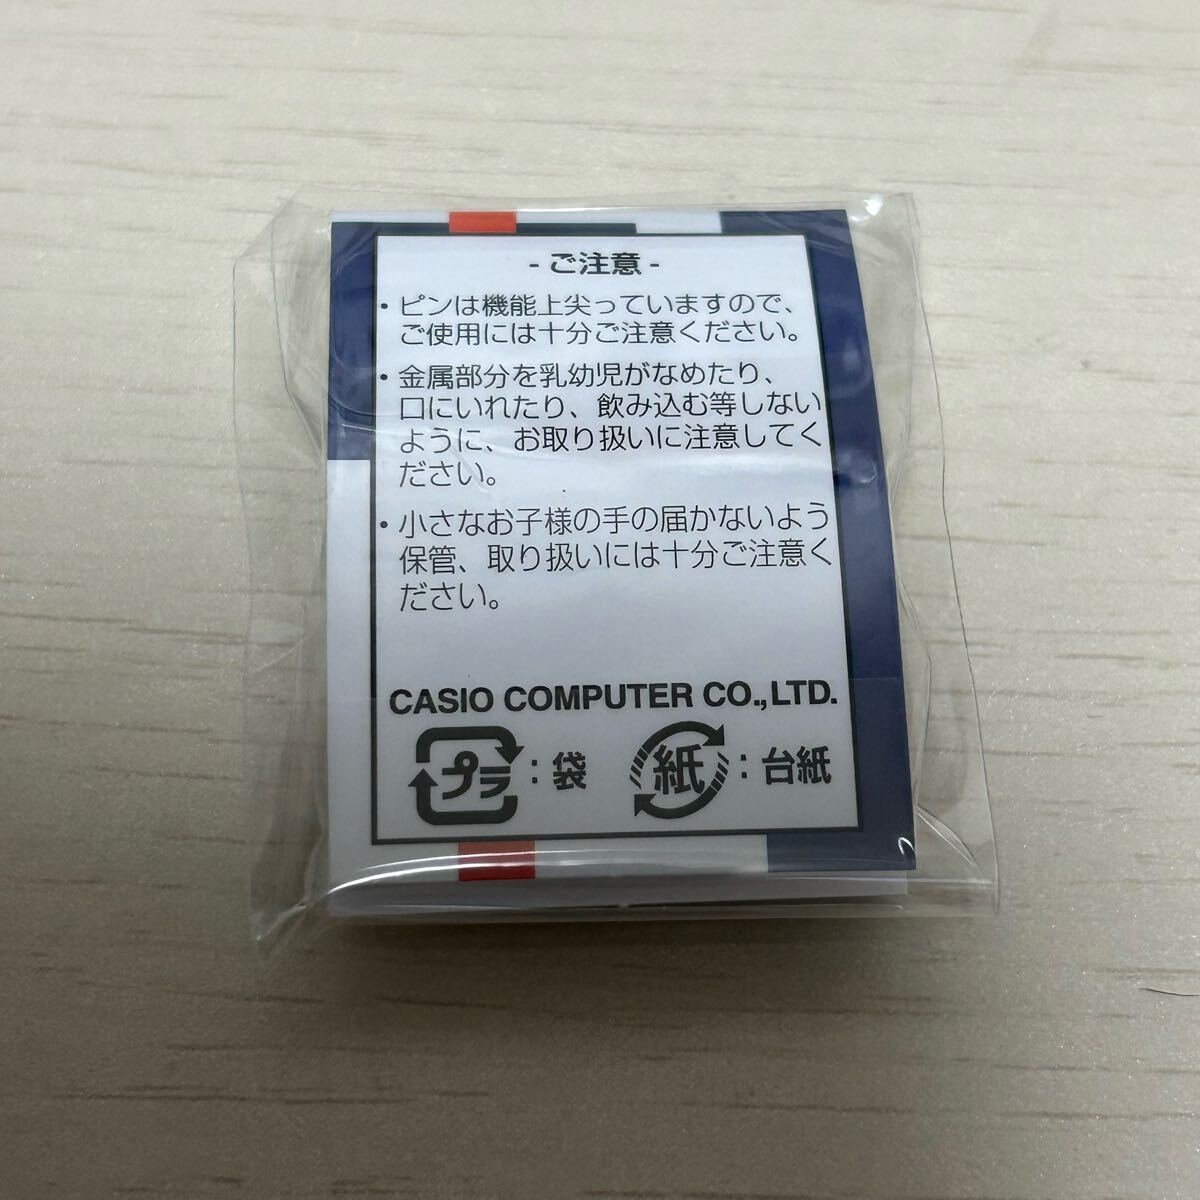 - ご注意 -
・ピンは機能上尖っていますので、
ご使用には十分ご注意ください。
・金属部分を乳幼児がなめたり、
口にいれたり、飲み込む等しない
ように、お取り扱いに注意してく
ださい。
・小さなお子様の手の届かないよう
保管、取り扱いには十分ご注意く
ださい。
CASIO COMPUTER CO.,LTD.
プラ:袋 紙:台紙